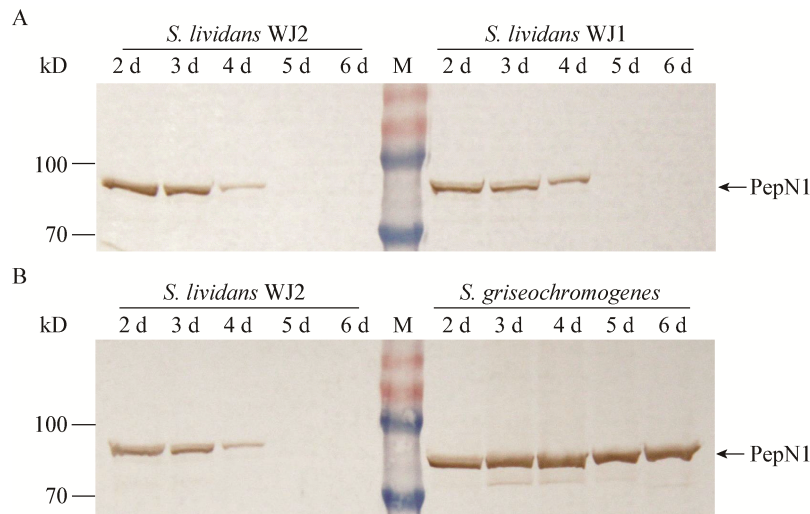 A
S. lividans WJ2 S. lividans WJ1
kD 2 d 3 d 4 d 5 d 6 d M 2 d 3 d 4 d 5 d 6 d
100
PepN1
70
B
S. lividans WJ2 S. griseochromogenes
kD 2 d 3 d 4 d 5 d 6 d M 2 d 3 d 4 d 5 d 6 d
100
PepN1
70